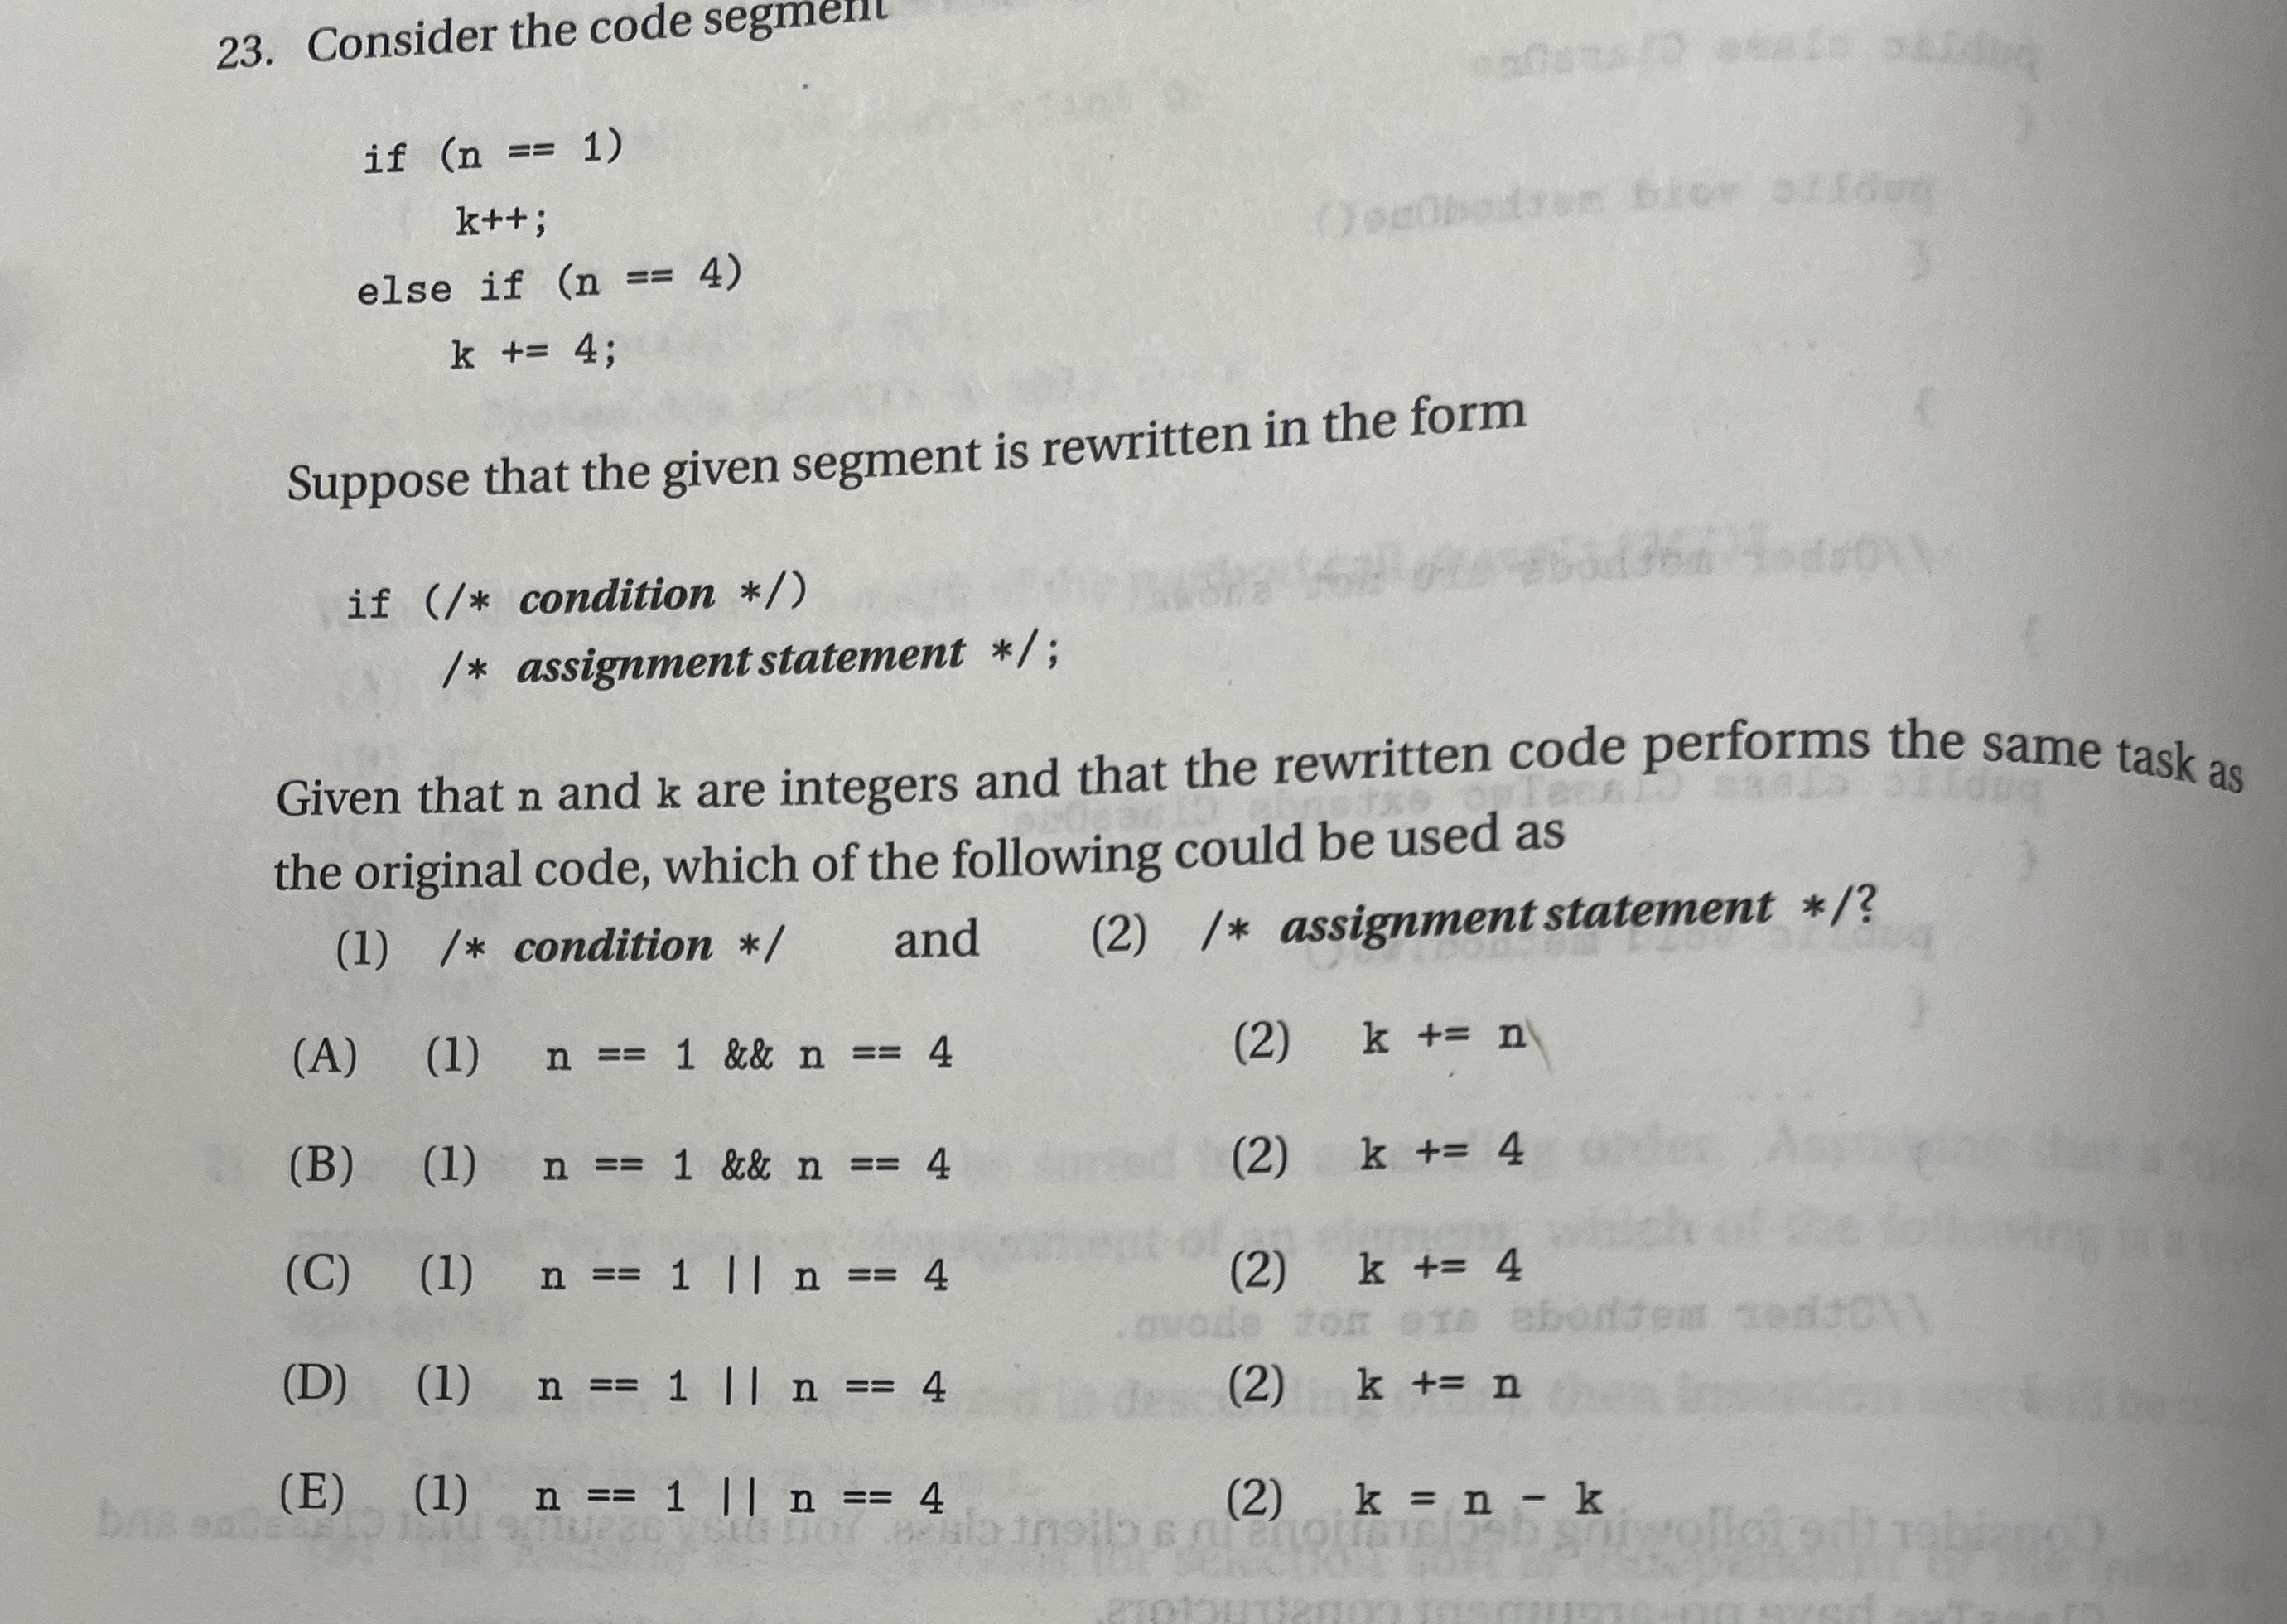 23. Consider the code segment
if (n == 1)
k++;
else if (n == 4)
k += 4;
Suppose that the given segment is rewritten in the form
if (/* condition */)
/* assignment statement */;
Given that n and k are integers and that the rewritten code performs the same task as
the original code, which of the following could be used as
(1) /* condition */ and (2) /* assignment statement */?
(A) (1) n == 1 && n == 4 (2) k += n
(B) (1) n == 1 && n == 4 (2) k += 4
(C) (1) n == 1 || n == 4 (2) k += 4
(D) (1) n == 1 || n == 4 (2) k += n
(E) (1) n == 1 || n == 4 (2) k = n - k